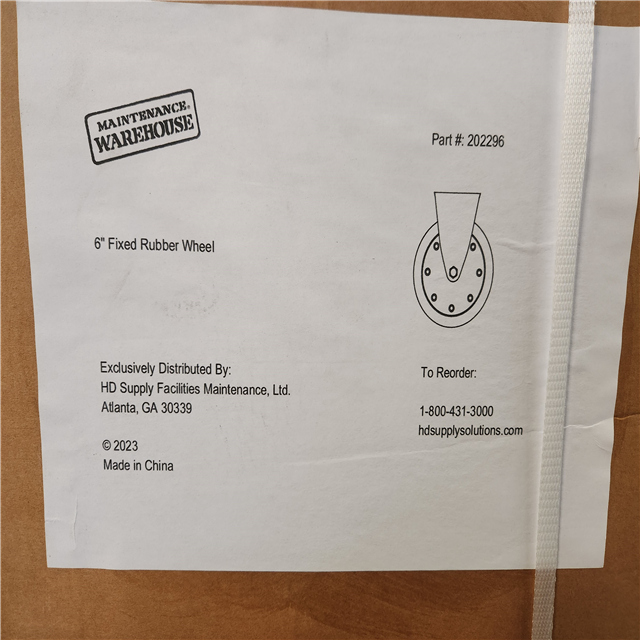 MAINTENANCE®
WAREHOUSE
Part #: 202296
6" Fixed Rubber Wheel
Exclusively Distributed By:
HD Supply Facilities Maintenance, Ltd.
Atlanta, GA 30339
To Reorder:
1-800-431-3000
hdsupplysolutions.com
© 2023
Made in China